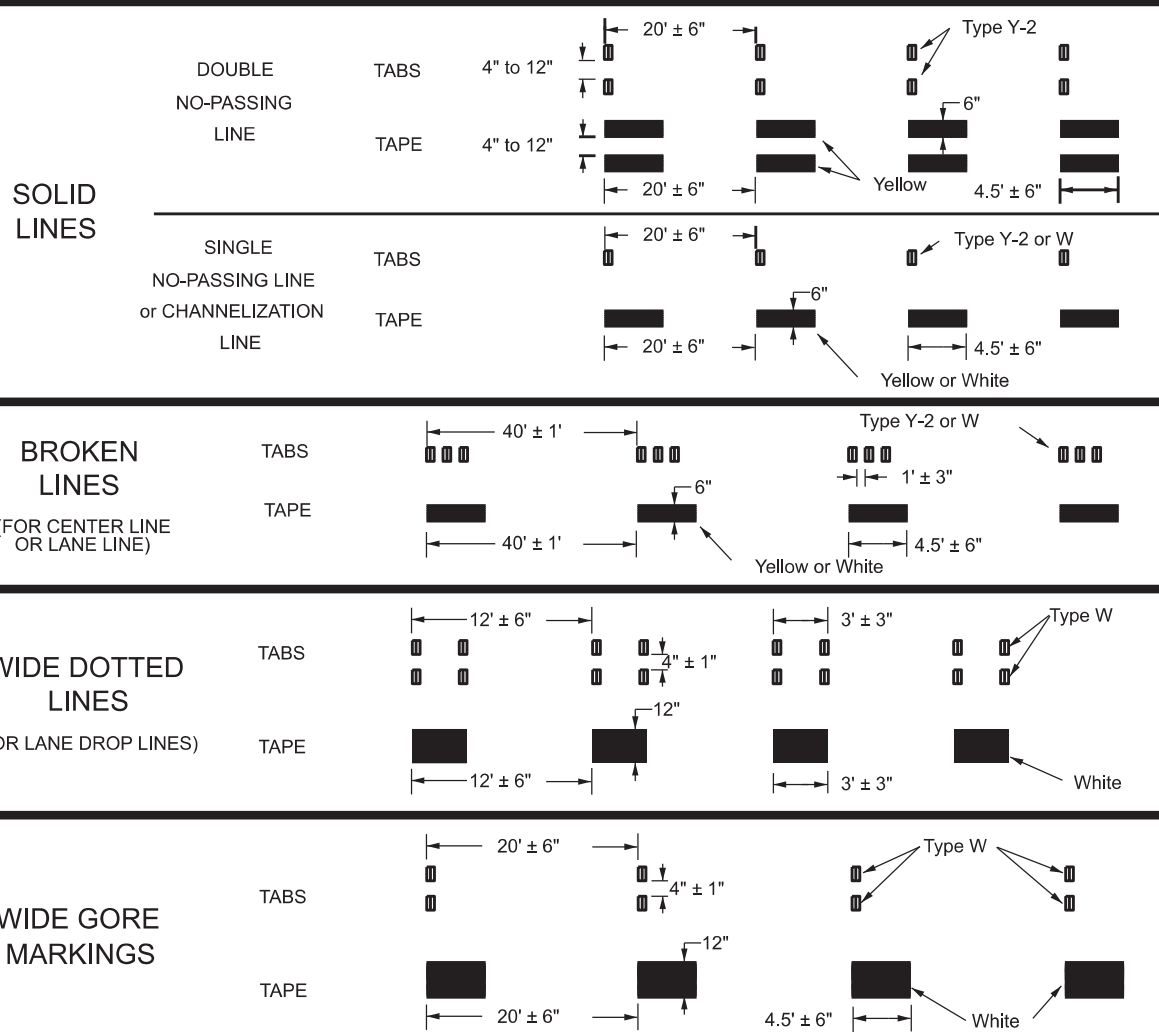 20' ± 6"
Type Y-2
DOUBLE
NO-PASSING
LINE
TABS
4" to 12"
6"
TAPE
4" to 12"
Yellow
20' ± 6"
4.5' ± 6"
SOLID
LINES
SINGLE
NO-PASSING LINE
or CHANNELIZATION
LINE
20' ± 6"
TABS
Type Y-2 or W
6"
TAPE
20' ± 6"
4.5' ± 6"
Yellow or White
BROKEN
LINES
(FOR CENTER LINE
OR LANE LINE)
TABS
40' ± 1'
Type Y-2 or W
1' ± 3"
TAPE
6"
40' ± 1'
4.5' ± 6"
Yellow or White
WIDE DOTTED
LINES
OR LANE DROP LINES)
12' ± 6"
3' ± 3"
Type W
TABS
4" ± 1"
12"
TAPE
12' ± 6"
3' ± 3"
White
WIDE GORE
MARKINGS
20' ± 6"
Type W
TABS
4" ± 1"
12"
TAPE
20' ± 6"
4.5' ± 6"
White